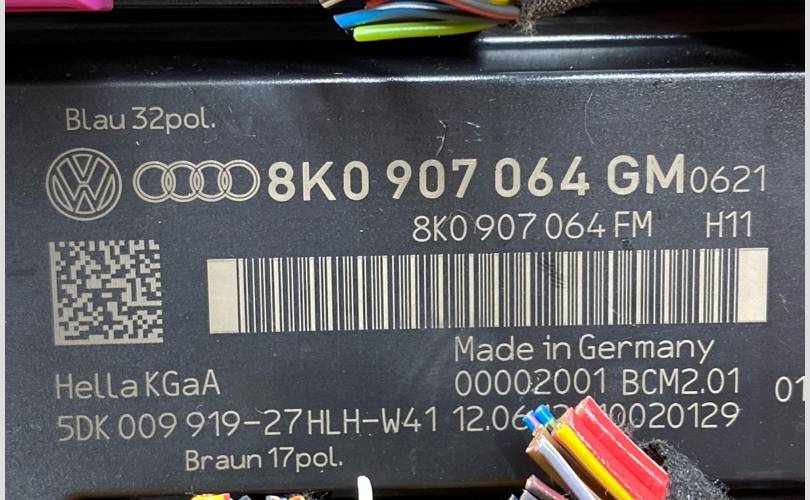 Blau 32pol.
8K0 907 064 GM 0621
8K0 907 064 FM H11
Made in Germany
Hella KGaA 00002001 BCM2.01 01
5DK 009 919-27 HLH-W41
Braun 17pol.